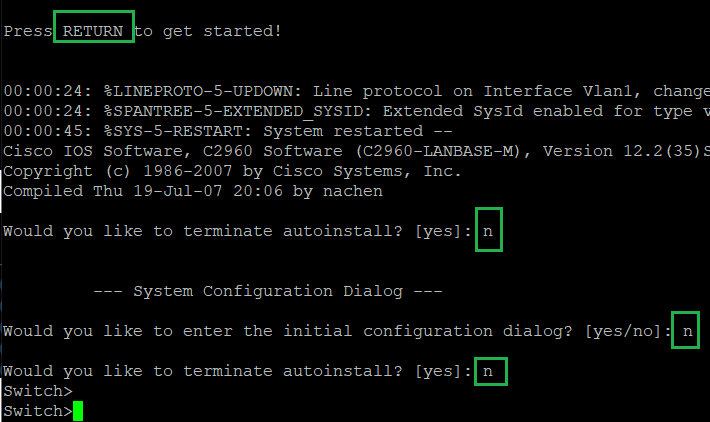 Press RETURN to get started!
00:00:24: %LINEPROTO-5-UPDOWN: Line protocol on Interface Vlan1, change
00:00:24: %SPANTREE-5-EXTENDED_SYSID: Extended SysId enabled for type v
00:00:45: %SYS-5-RESTART: System restarted --
Cisco IOS Software, C2960 Software (C2960-LANBASE-M), Version 12.2(35)S
Copyright (c) 1986-2007 by Cisco Systems, Inc.
Compiled Thu 19-Jul-07 20:06 by nachen
Would you like to terminate autoinstall? [yes]: n
--- System Configuration Dialog ---
Would you like to enter the initial configuration dialog? [yes/no]: n
Would you like to terminate autoinstall? [yes]: n
Switch>
Switch>